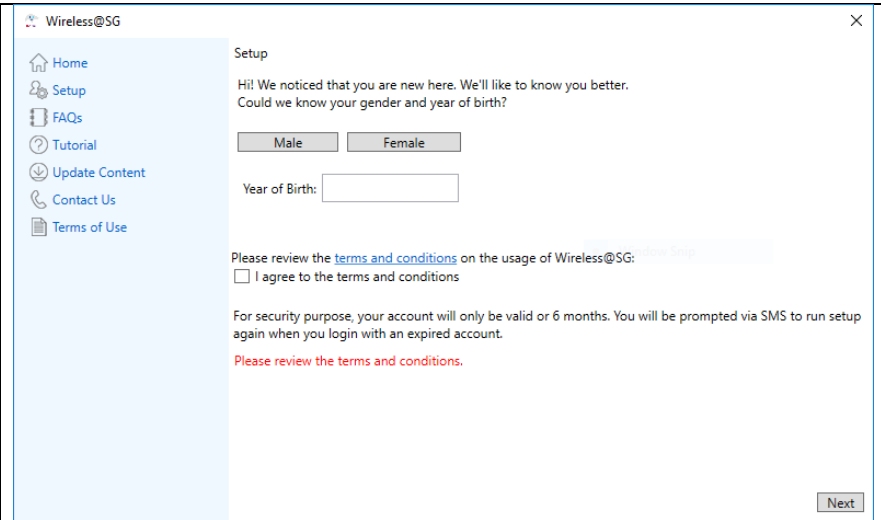 Wireless@SG
Home
Setup
FAQs
Tutorial
Update Content
Contact Us
Terms of Use
Setup
Hi! We noticed that you are new here. We'll like to know you better.
Could we know your gender and year of birth?
Male Female
Year of Birth:
Please review the terms and conditions on the usage of Wireless@SG:
I agree to the terms and conditions
For security purpose, your account will only be valid or 6 months. You will be prompted via SMS to run setup
again when you login with an expired account.
Please review the terms and conditions.
Next